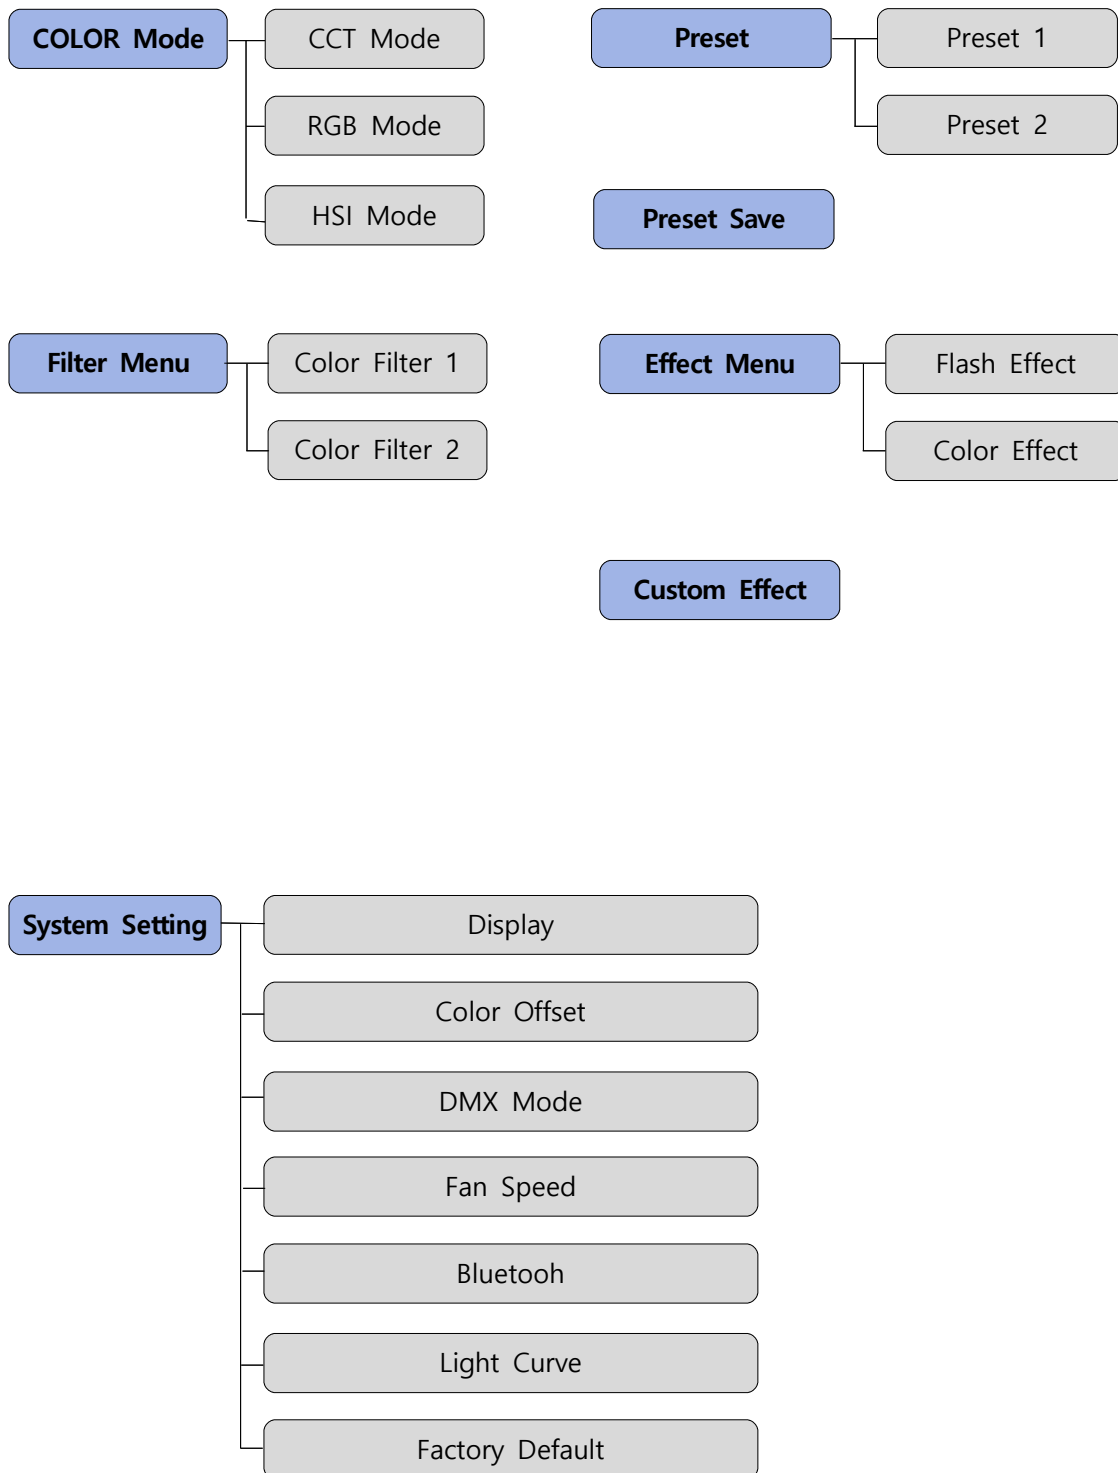 COLOR Mode
CCT Mode
RGB Mode
HSI Mode
Preset
Preset 1
Preset 2
Preset Save
Filter Menu
Color Filter 1
Color Filter 2
Effect Menu
Flash Effect
Color Effect
Custom Effect
System Setting
Display
Color Offset
DMX Mode
Fan Speed
Bluetooh
Light Curve
Factory Default